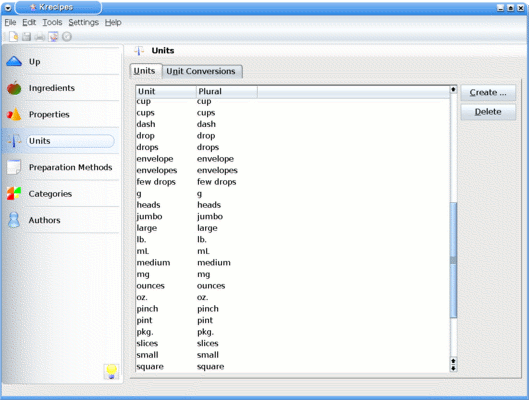 Krecipes
File Edit Tools Settings Help
Up
Ingredients
Properties
Units
Preparation Methods
Categories
Authors
Units
Units Unit Conversions
Unit Plural
cup cup
cups cups
dash dash
drop drop
drops drops
envelope envelope
envelopes envelopes
few drops few drops
g g
heads heads
jumbo jumbo
large large
lb. lb.
mL mL
medium medium
mg mg
ounces ounces
oz. oz.
pinch pinch
pint pint
pkg. pkg.
slices slices
small small
square square
Create ...
Delete